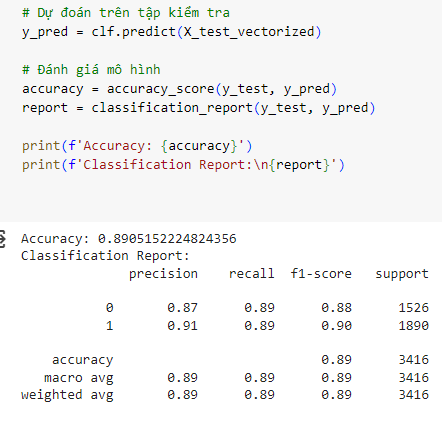 # Dự đoán trên tập kiểm tra
y_pred = clf.predict(X_test_vectorized)
# Đánh giá mô hình
accuracy = accuracy_score(y_test, y_pred)
report = classification_report(y_test, y_pred)
print(f'Accuracy: {accuracy}')
print(f'Classification Report:\n{report}')
Accuracy: 0.8905152224824356
Classification Report:
precision recall f1-score support
0 0.87 0.89 0.88 1526
1 0.91 0.89 0.90 1890
accuracy 0.89 3416
macro avg 0.89 0.89 0.89 3416
weighted avg 0.89 0.89 0.89 3416